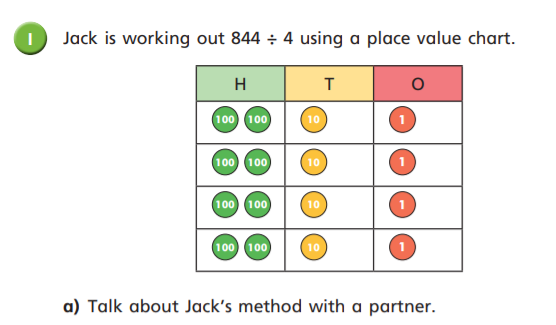 1 Jack is working out 844 ÷ 4 using a place value chart.
H T O
100 100 10 1
100 100 10 1
100 100 10 1
100 100 10 1
a) Talk about Jack's method with a partner.